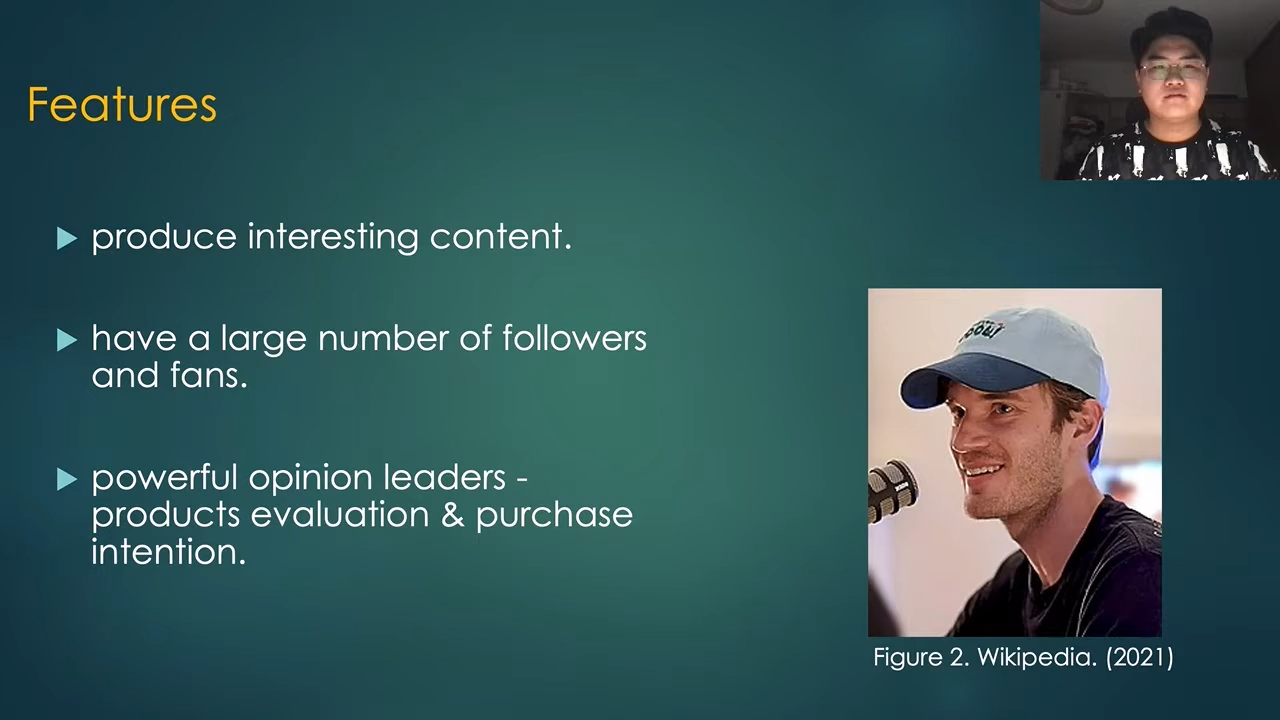 Features
produce interesting content.
have a large number of followers
and fans.
powerful opinion leaders -
products evaluation & purchase
intention.
Figure 2. Wikipedia. (2021)